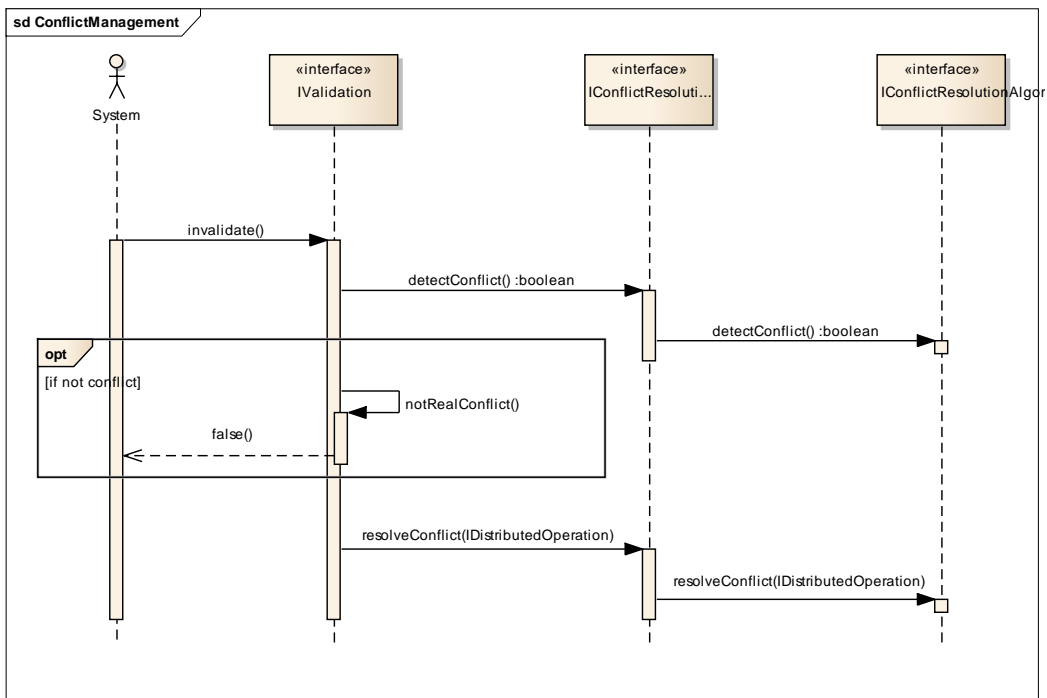 sd ConflictManagement
System
«interface»
IValidation
«interface»
IConflictResoluti...
«interface»
IConflictResolutionAlgor
invalidate()
detectConflict() :boolean
detectConflict() :boolean
opt
[if not conflict]
notRealConflict()
false()
resolveConflict(IDistributedOperation)
resolveConflict(IDistributedOperation)